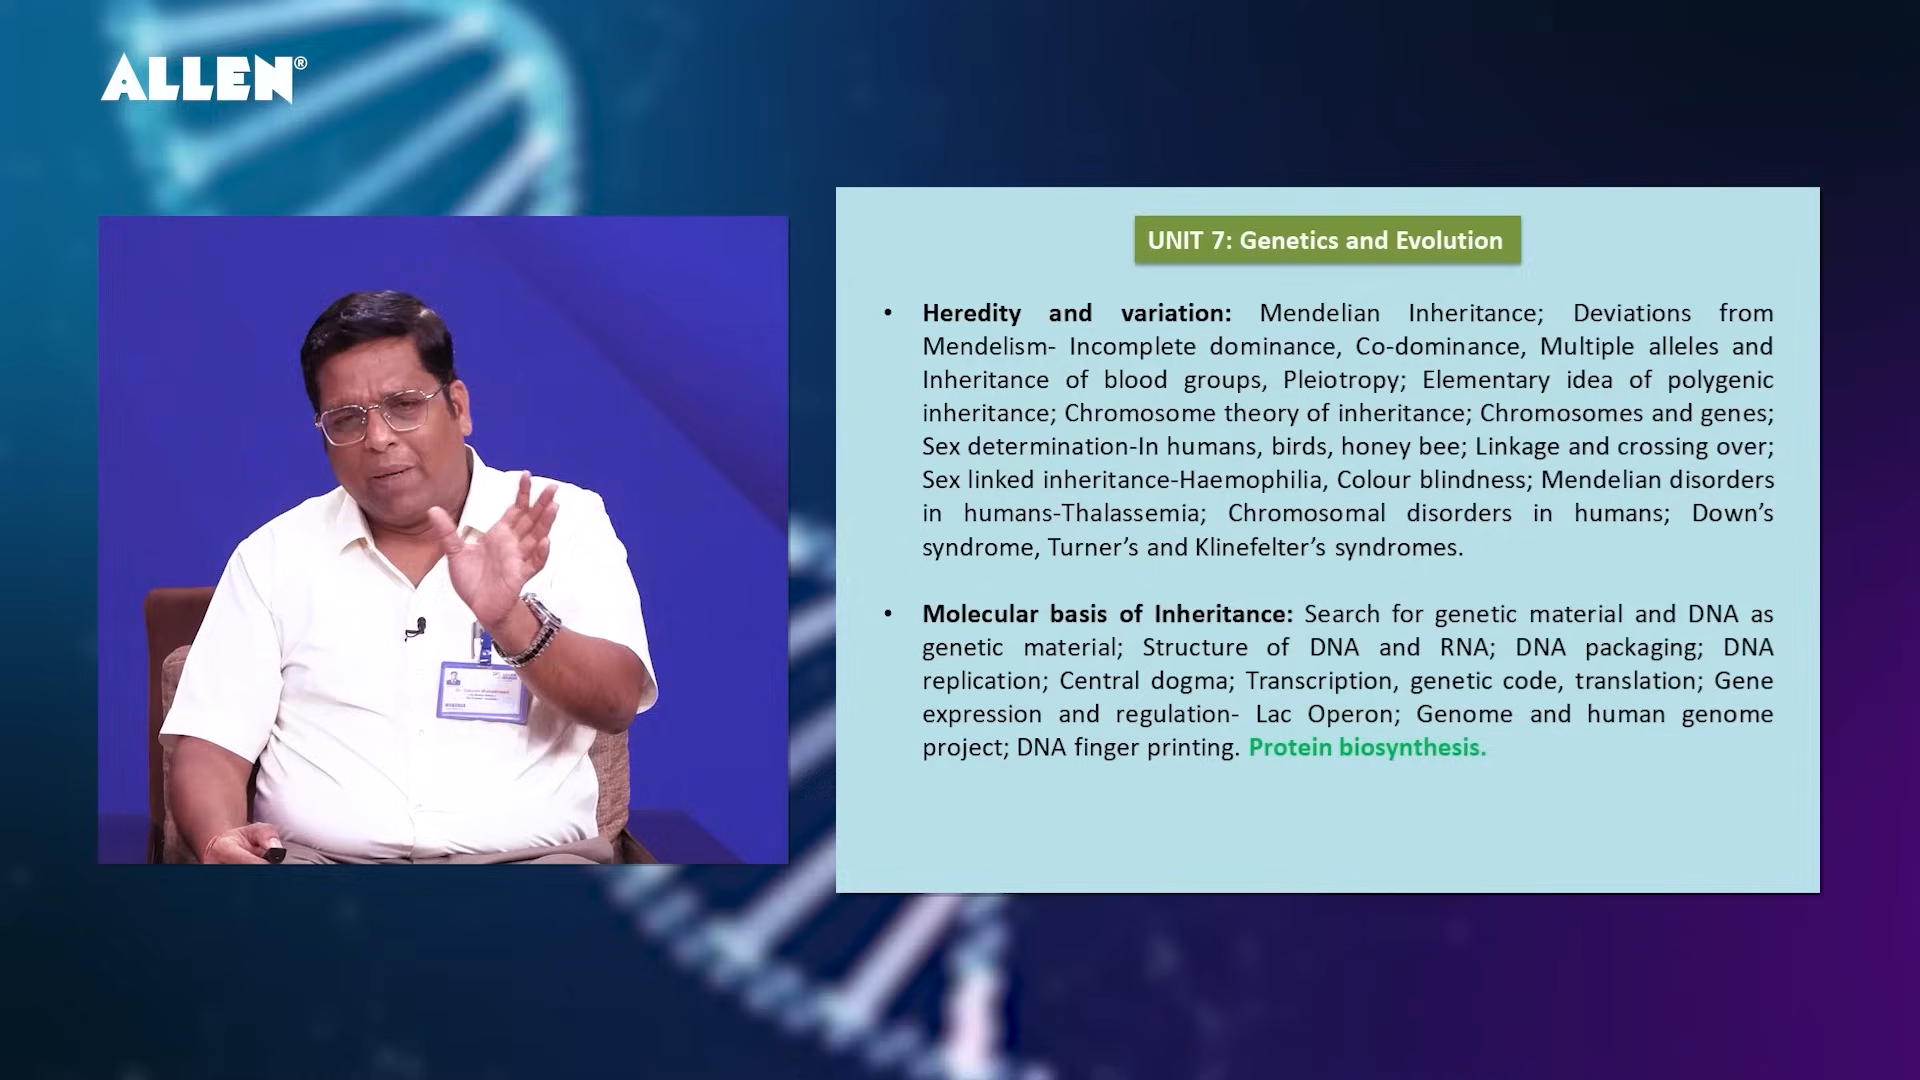 ALLEN®
UNIT 7: Genetics and Evolution
• Heredity and variation: Mendelian Inheritance; Deviations from
Mendelism- Incomplete dominance, Co-dominance, Multiple alleles and
Inheritance of blood groups, Pleiotropy; Elementary idea of polygenic
inheritance; Chromosome theory of inheritance; Chromosomes and genes;
Sex determination-In humans, birds, honey bee; Linkage and crossing over;
Sex linked inheritance-Haemophilia, Colour blindness; Mendelian disorders
in humans-Thalassemia; Chromosomal disorders in humans; Down’s
syndrome, Turner’s and Klinefelter’s syndromes.
• Molecular basis of Inheritance: Search for genetic material and DNA as
genetic material; Structure of DNA and RNA; DNA packaging; DNA
replication; Central dogma; Transcription, genetic code, translation; Gene
expression and regulation- Lac Operon; Genome and human genome
project; DNA finger printing. Protein biosynthesis.